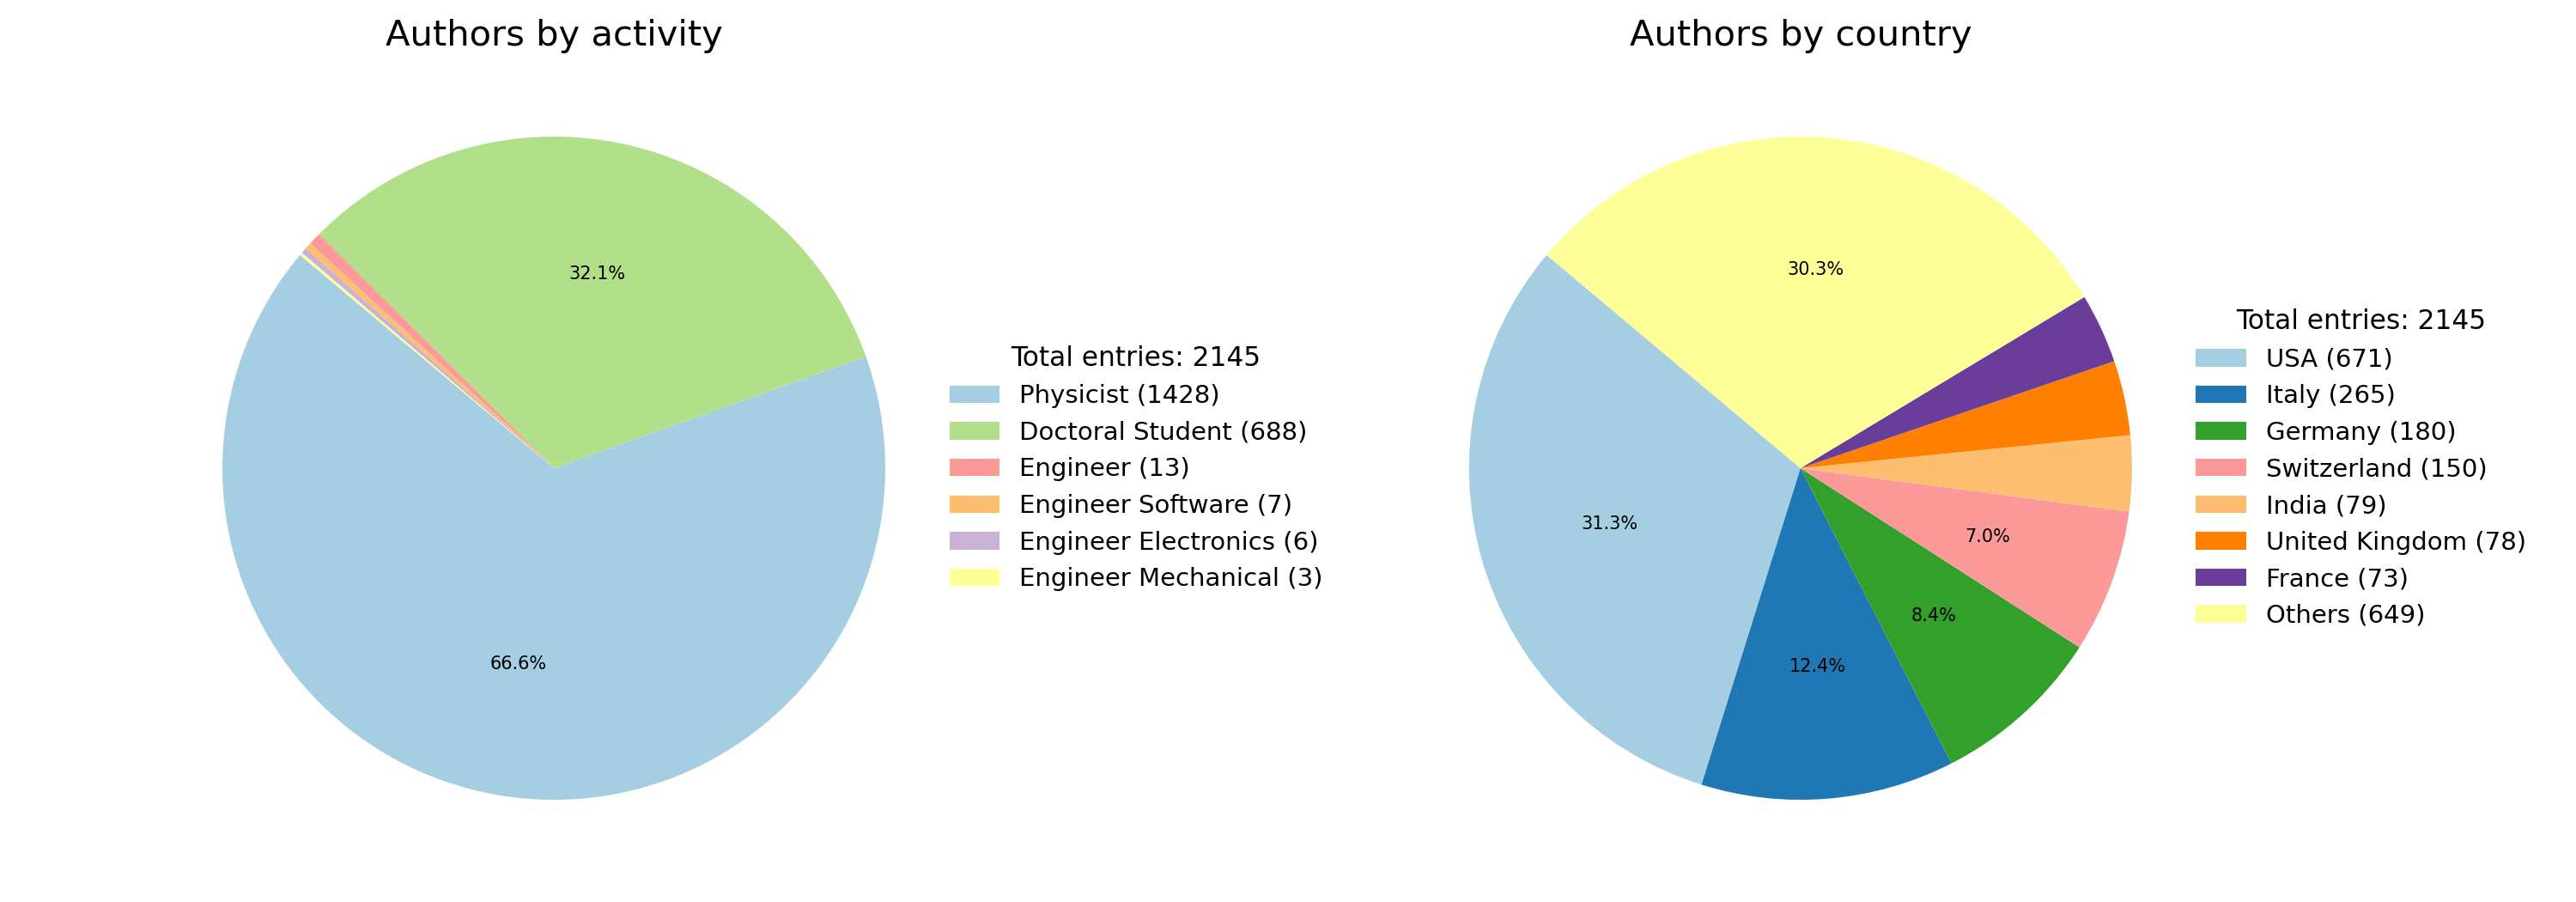 Authors by activity
32.1%
66.6%
Total entries: 2145
Physicist (1428)
Doctoral Student (688)
Engineer (13)
Engineer Software (7)
Engineer Electronics (6)
Engineer Mechanical (3)
Authors by country
30.3%
31.3%
7.0%
8.4%
12.4%
Total entries: 2145
USA (671)
Italy (265)
Germany (180)
Switzerland (150)
India (79)
United Kingdom (78)
France (73)
Others (649)